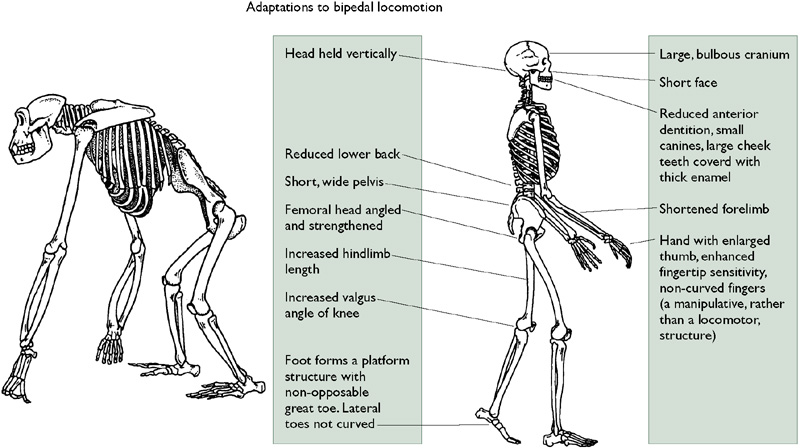 Adaptations to bipedal locomotion
Head held vertically
Reduced lower back
Short, wide pelvis
Femoral head angled
and strengthened
Increased hindlimb
length
Increased valgus
angle of knee
Foot forms a platform
structure with
non-opposable
great toe. Lateral
toes not curved
Large, bulbous cranium
Short face
Reduced anterior
dentition, small
canines, large cheek
teeth coverd with
thick enamel
Shortened forelimb
Hand with enlarged
thumb, enhanced
fingertip sensitivity,
non-curved fingers
(a manipulative, rather
than a locomotor,
structure)